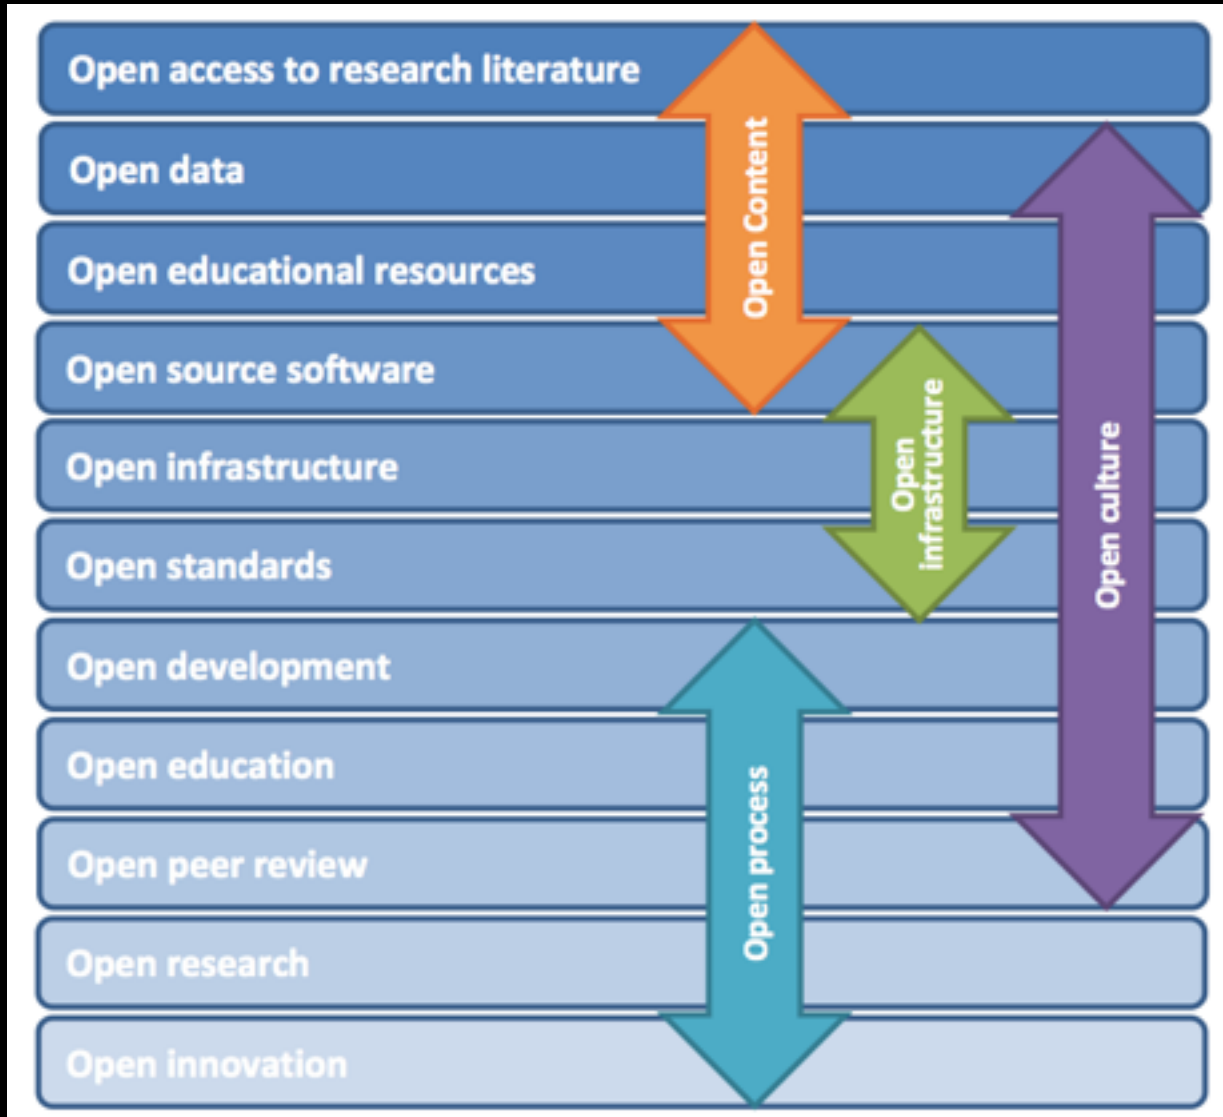 Open access to research literature
Open data
Open educational resources
Open source software
Open infrastructure
Open standards
Open development
Open education
Open peer review
Open research
Open innovation
Open Content
Open
infrastructure
Open culture
Open process